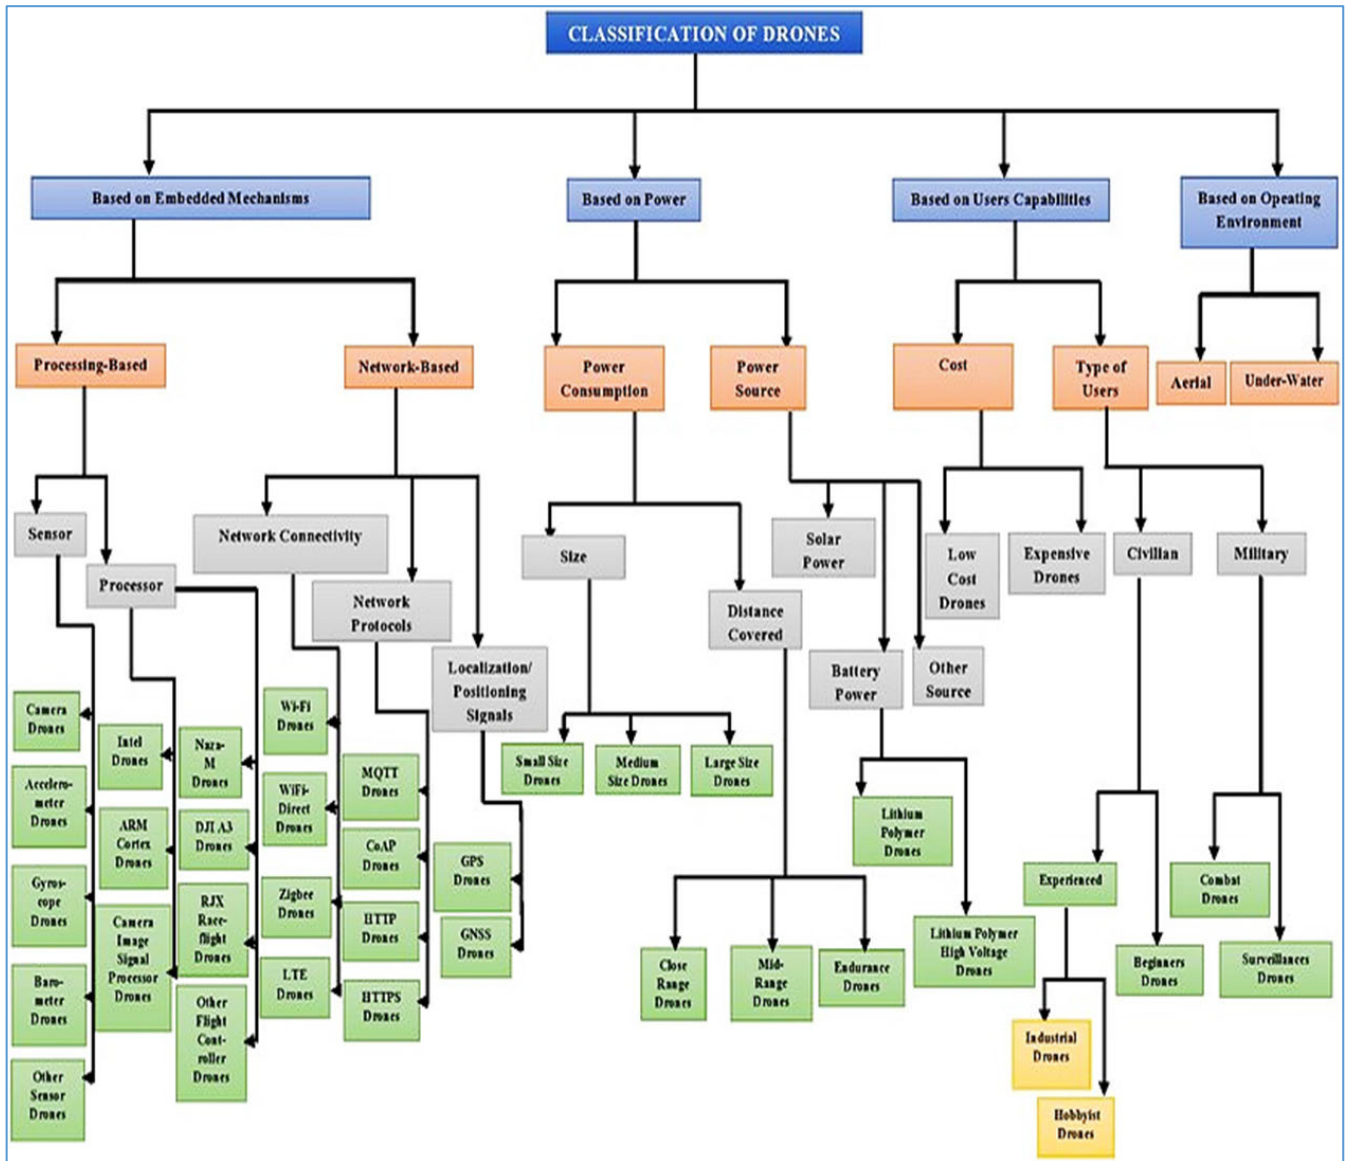 CLASSIFICATION OF DRONES
Based on Embedded Mechanisms
Based on Power
Based on Users Capabilities
Based on Opeating
Environment
Processing-Based
Network-Based
Power
Consumption
Power
Source
Cost
Type of
Users
Aerial
Under-Water
Sensor
Processor
Network Connectivity
Network
Protocols
Localization/
Positioning
Signals
Size
Distance
Covered
Solar
Power
Battery
Power
Other
Source
Low
Cost
Drones
Expensive
Drones
Civilian
Military
Camera
Drones
Accelero-
meter
Drones
Gyros-
cope
Drones
Baro-
meter
Drones
Other
Sensor
Drones
Intel
Drones
ARM
Cortex
Drones
Camera
Image
Signal
Processor
Drones
Naza-
M
Drones
DJI A3
Drones
RJX
Race-
flight
Drones
Other
Flight
Cont-
roller
Drones
Wi-Fi
Drones
WiFi-
Direct
Drones
Zigbee
Drones
LTE
Drones
MQTT
Drones
CoAP
Drones
HTTP
Drones
HTTPS
Drones
GPS
Drones
GNSS
Drones
Small Size
Drones
Medium
Size Drones
Large Size
Drones
Close
Range
Drones
Mid-
Range
Drones
Endurance
Drones
Lithium
Polymer
Drones
Lithium Polymer
High Voltage
Drones
Experienced
Beginners
Drones
Industrial
Drones
Hobbyist
Drones
Combat
Drones
Surveillances
Drones